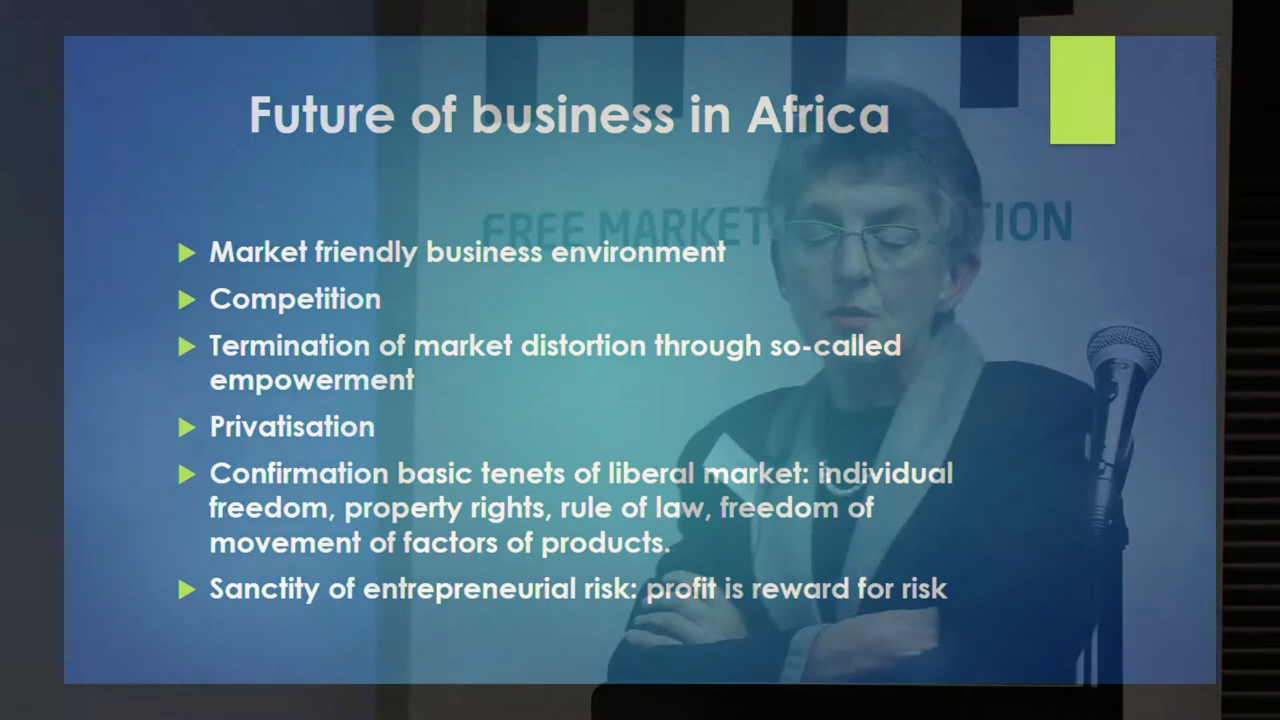 Future of business in Africa
FREE MARKET TION
Market friendly business environment
Competition
Termination of market distortion through so-called
empowerment
Privatisation
Confirmation basic tenets of liberal market: individual
freedom, property rights, rule of law, freedom of
movement of factors of products.
Sanctity of entrepreneurial risk: profit is reward for risk